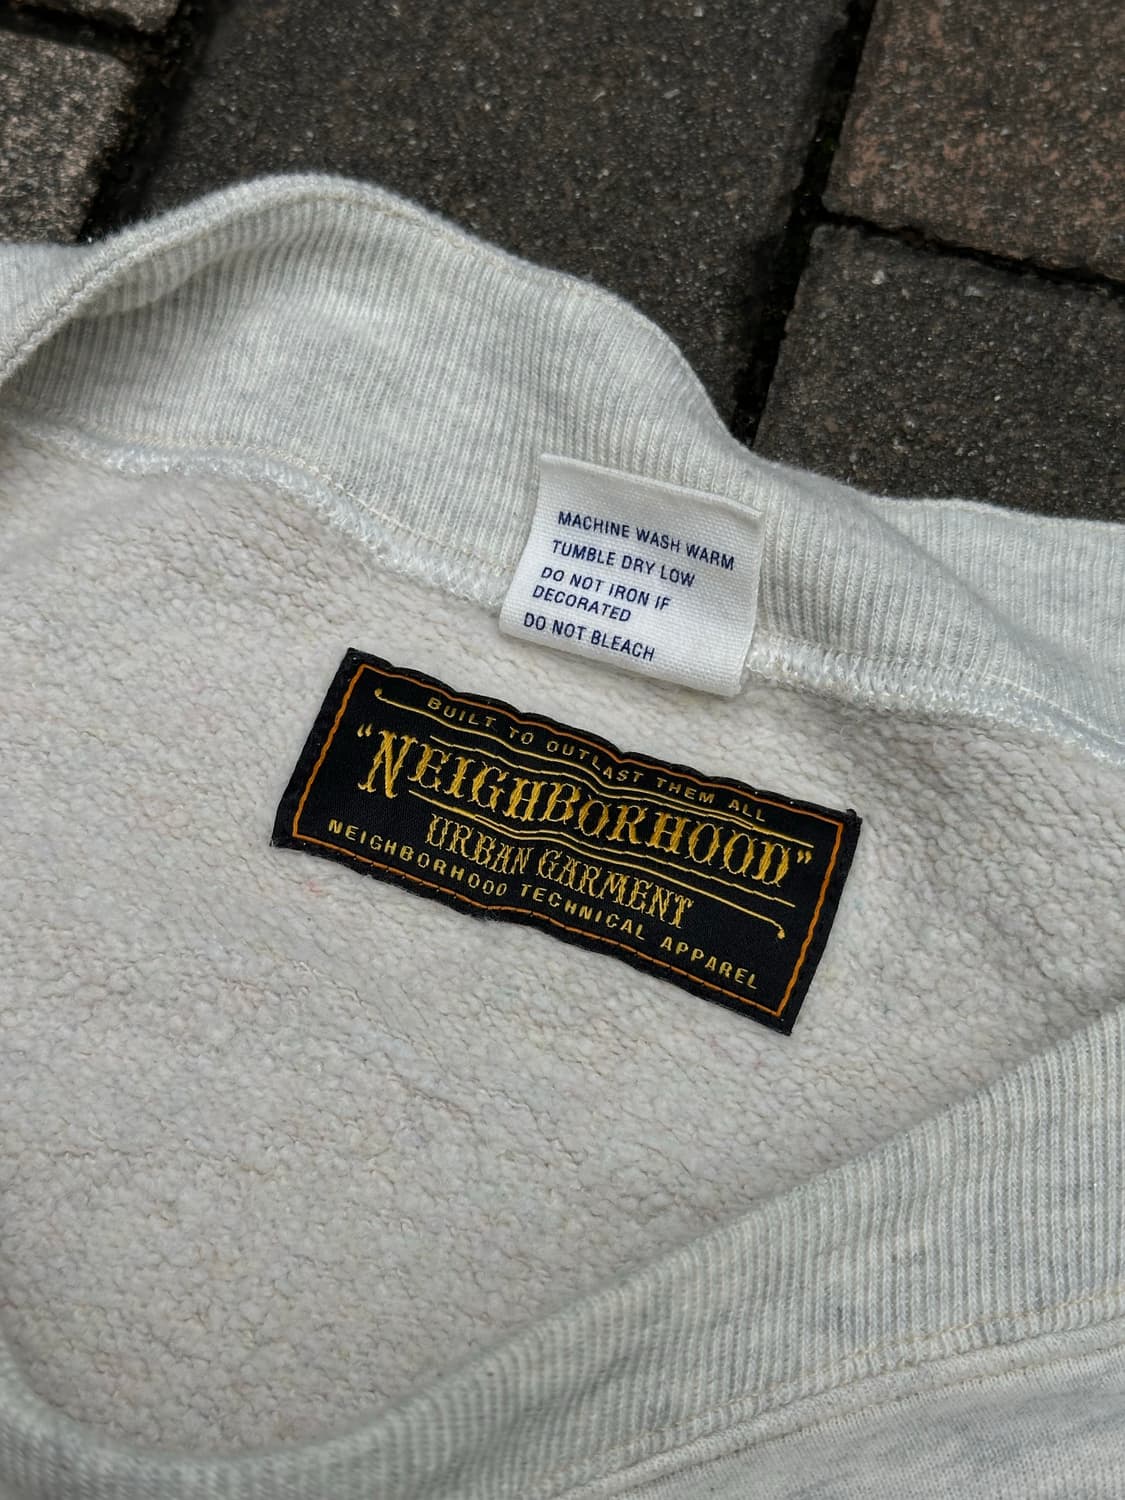 MACHINE WASH WARM
TUMBLE DRY LOW
DO NOT IRON IF
DECORATED
DO NOT BLEACH
BUILT TO OUTLAST THEM ALL
"NEIGHBORHOOD"
URBAN GARMENT
NEIGHBORHOOD TECHNICAL APPAREL